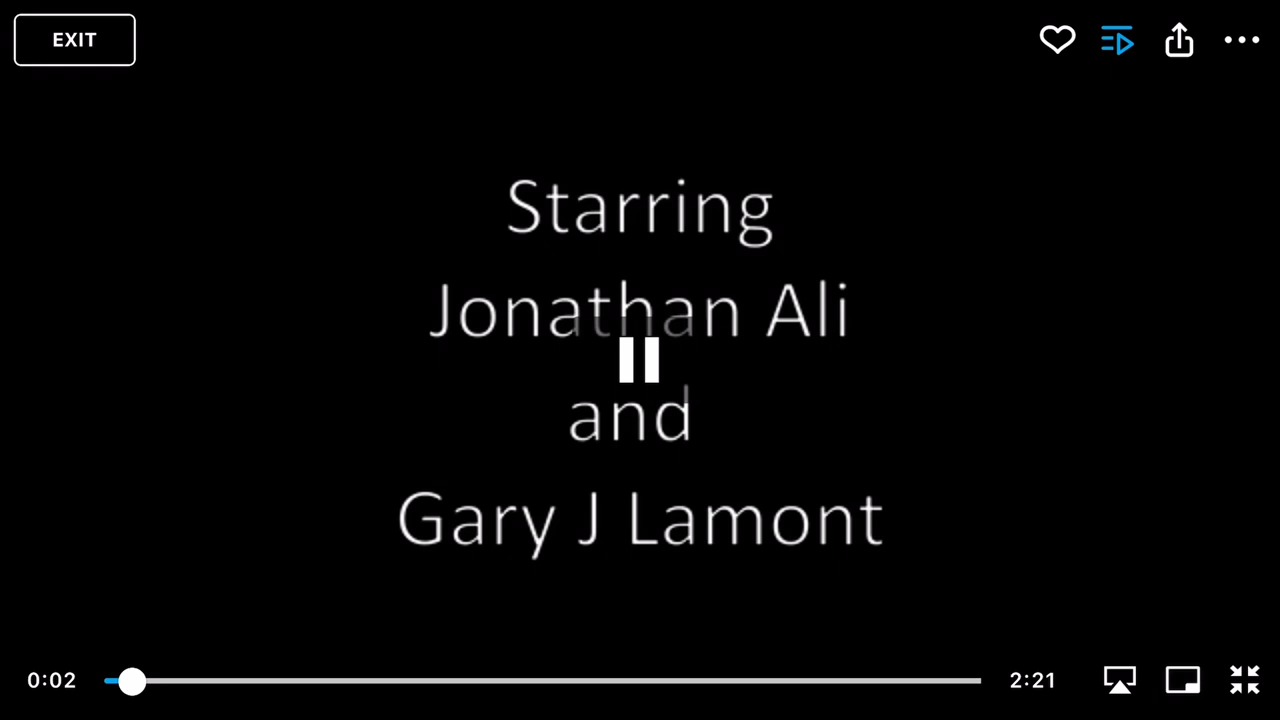 EXIT
Starring
Jonathan Ali
and
Gary J Lamont
0:02
2:21